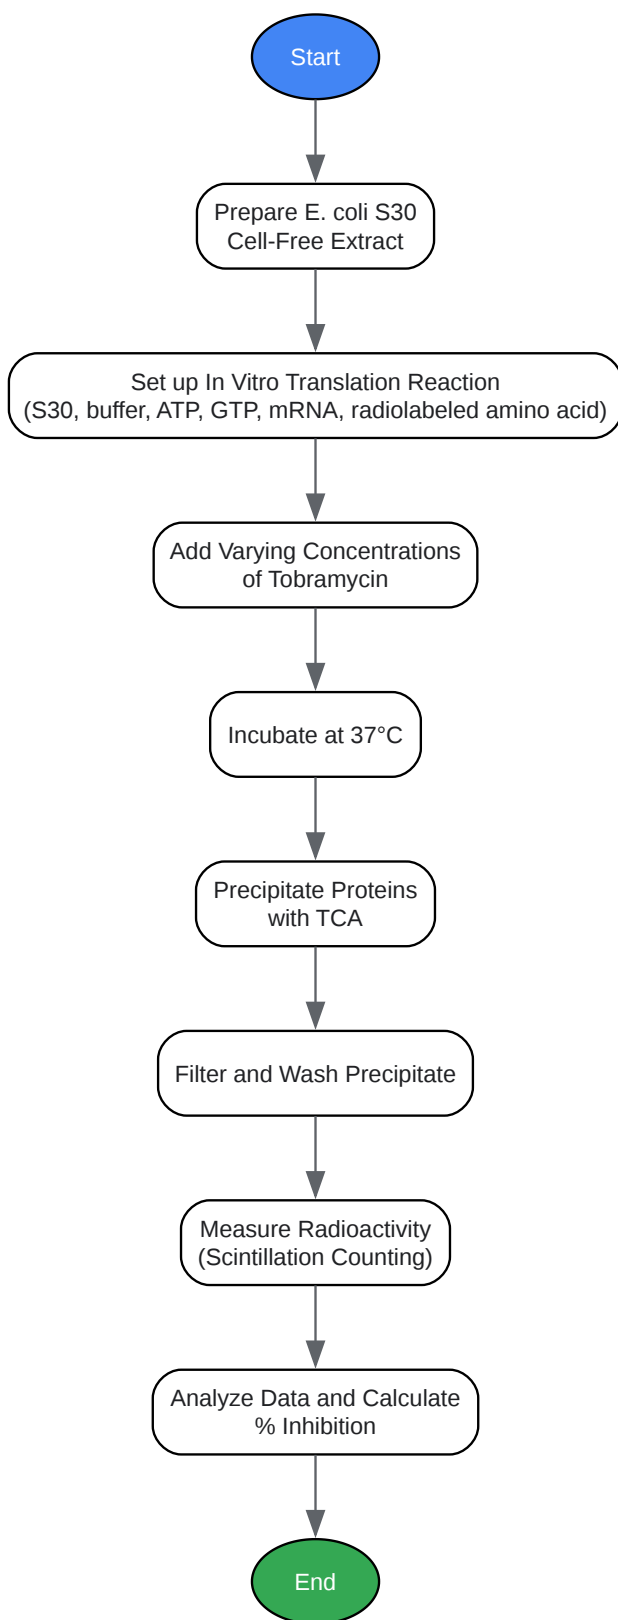 Start
Prepare E. coli S30
Cell-Free Extract
Set up In Vitro Translation Reaction
(S30, buffer, ATP, GTP, mRNA, radiolabeled amino acid)
Add Varying Concentrations
of Tobramycin
Incubate at 37°C
Precipitate Proteins
with TCA
Filter and Wash Precipitate
Measure Radioactivity
(Scintillation Counting)
Analyze Data and Calculate
% Inhibition
End